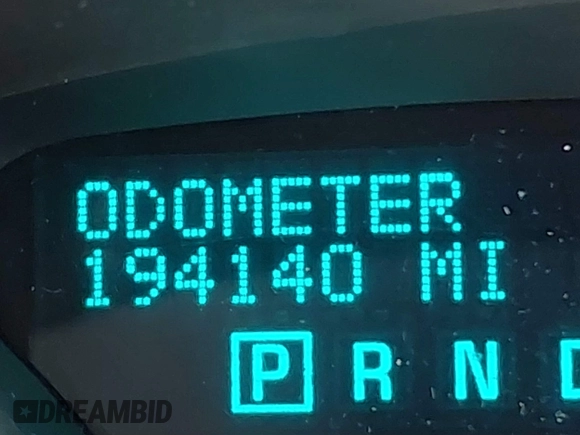 ODOMETER
194140 MI
P R N
DREAMBID